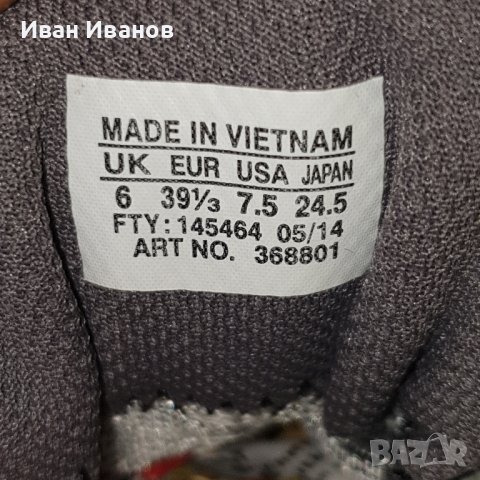 Иван Иванов
MADE IN VIETNAM
UK EUR USA JAPAN
6 39⅓ 7.5 24.5
FTY: 145464 05/14
ART NO. 368801
BAZAR